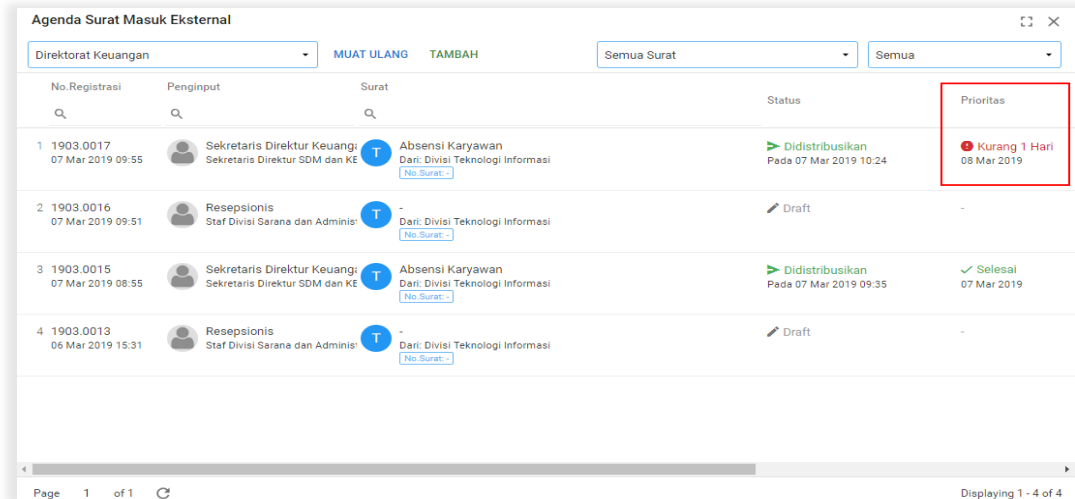 Agenda Surat Masuk Eksternal
Direktorat Keuangan MUAT ULANG TAMBAH Semua Surat Semua
No.Registrasi Penginput Surat
Status Prioritas
1 1903.0017 Sekretaris Direktur Keuanga T Absensi Karyawan Didistribusikan Kurang 1 Hari
07 Mar 2019 09:55 Sekretaris Direktur SDM dan KE Dari: Divisi Teknologi Informasi Pada 07 Mar 2019 10:24 08 Mar 2019
No.Surat: -
2 1903.0016 Resepsionis T - Draft -
07 Mar 2019 09:51 Staf Divisi Sarana dan Adminis Dari: Divisi Teknologi Informasi
No.Surat: -
3 1903.0015 Sekretaris Direktur Keuanga T Absensi Karyawan Didistribusikan Selesai
07 Mar 2019 08:55 Sekretaris Direktur SDM dan KE Dari: Divisi Teknologi Informasi Pada 07 Mar 2019 09:35 07 Mar 2019
No.Surat: -
4 1903.0013 Resepsionis T - Draft -
06 Mar 2019 15:31 Staf Divisi Sarana dan Adminis Dari: Divisi Teknologi Informasi
No.Surat: -
Page 1 of 1 Displaying 1 - 4 of 4